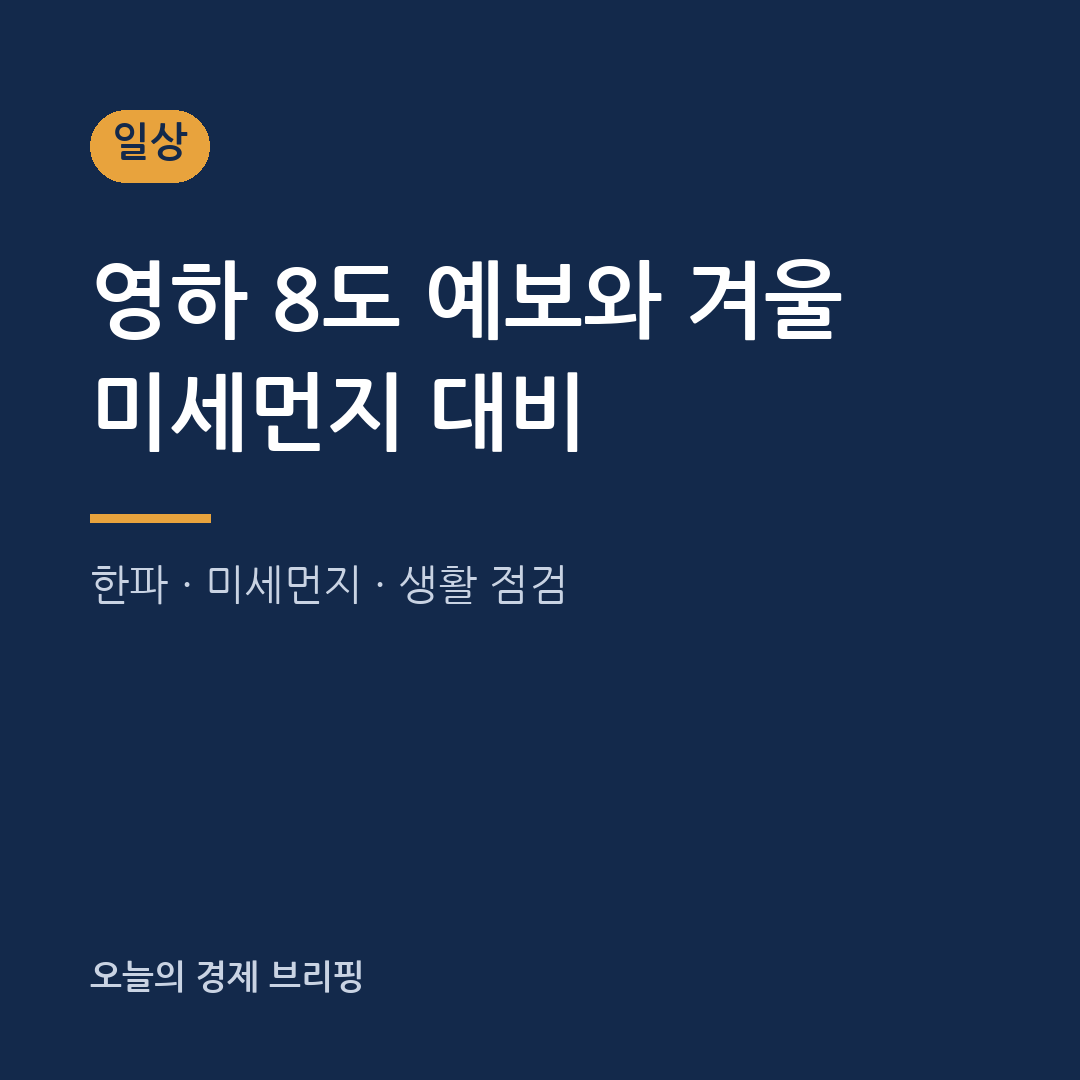 일상
영하 8도 예보와 겨울
미세먼지 대비
한파 · 미세먼지 · 생활 점검
오늘의 경제 브리핑